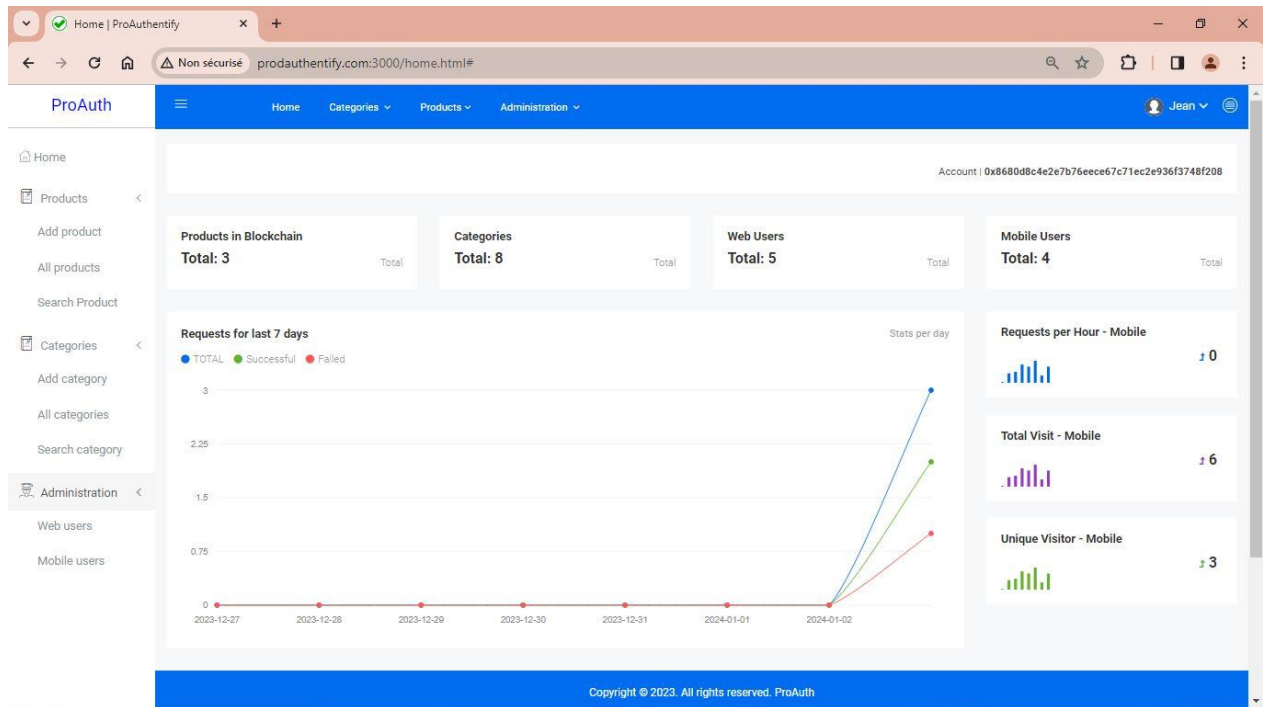 Home | ProAuthentify
Non sécurisé prodauthentify.com:3000/home.html#
ProAuth
Home Categories Products Administration
Jean
Home
Products
Add product
All products
Search Product
Categories
Add category
All categories
Search category
Administration
Web users
Mobile users
Account | 0x8680d8c4e2e7b76eece67c71ec2e936f3748f208
Products in Blockchain
Total: 3 Total
Categories
Total: 8 Total
Web Users
Total: 5 Total
Mobile Users
Total: 4 Total
Requests for last 7 days Stats per day
TOTAL Successful Failed
3
2.25
1.5
0.75
0
2023-12-27 2023-12-28 2023-12-29 2023-12-30 2023-12-31 2024-01-01 2024-01-02
Requests per Hour - Mobile
0
Total Visit - Mobile
6
Unique Visitor - Mobile
3
Copyright © 2023. All rights reserved. ProAuth